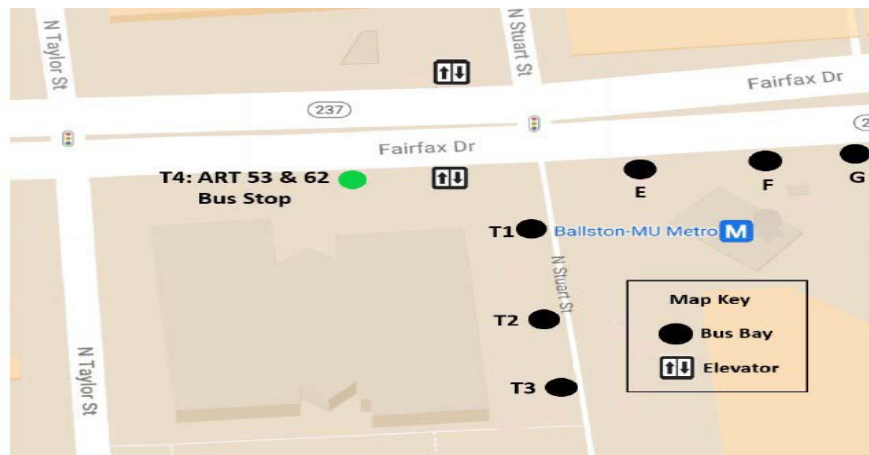 N Taylor St
N Stuart St
Fairfax Dr
237
2
Fairfax Dr
T4: ART 53 & 62
Bus Stop
E
F
G
T1
Ballston-MU Metro
M
N Stuart St
T2
T3
N Taylor St
Map Key
Bus Bay
Elevator